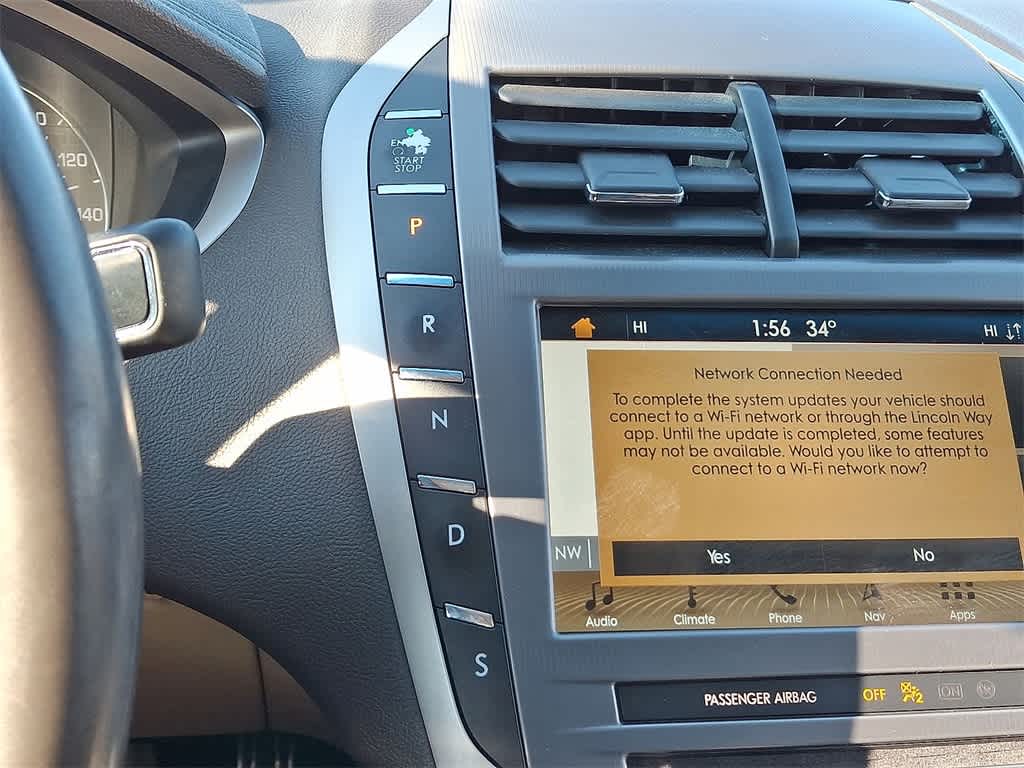 120
140
START
STOP
P
R
N
D
S
HI 1:56 34° HI
Network Connection Needed
To complete the system updates your vehicle should
connect to a Wi-Fi network or through the Lincoln Way
app. Until the update is completed, some features
may not be available. Would you like to attempt to
connect to a Wi-Fi network now?
Yes No
NW
Audio Climate Phone Nav Apps
PASSENGER AIRBAG OFF 2 ON